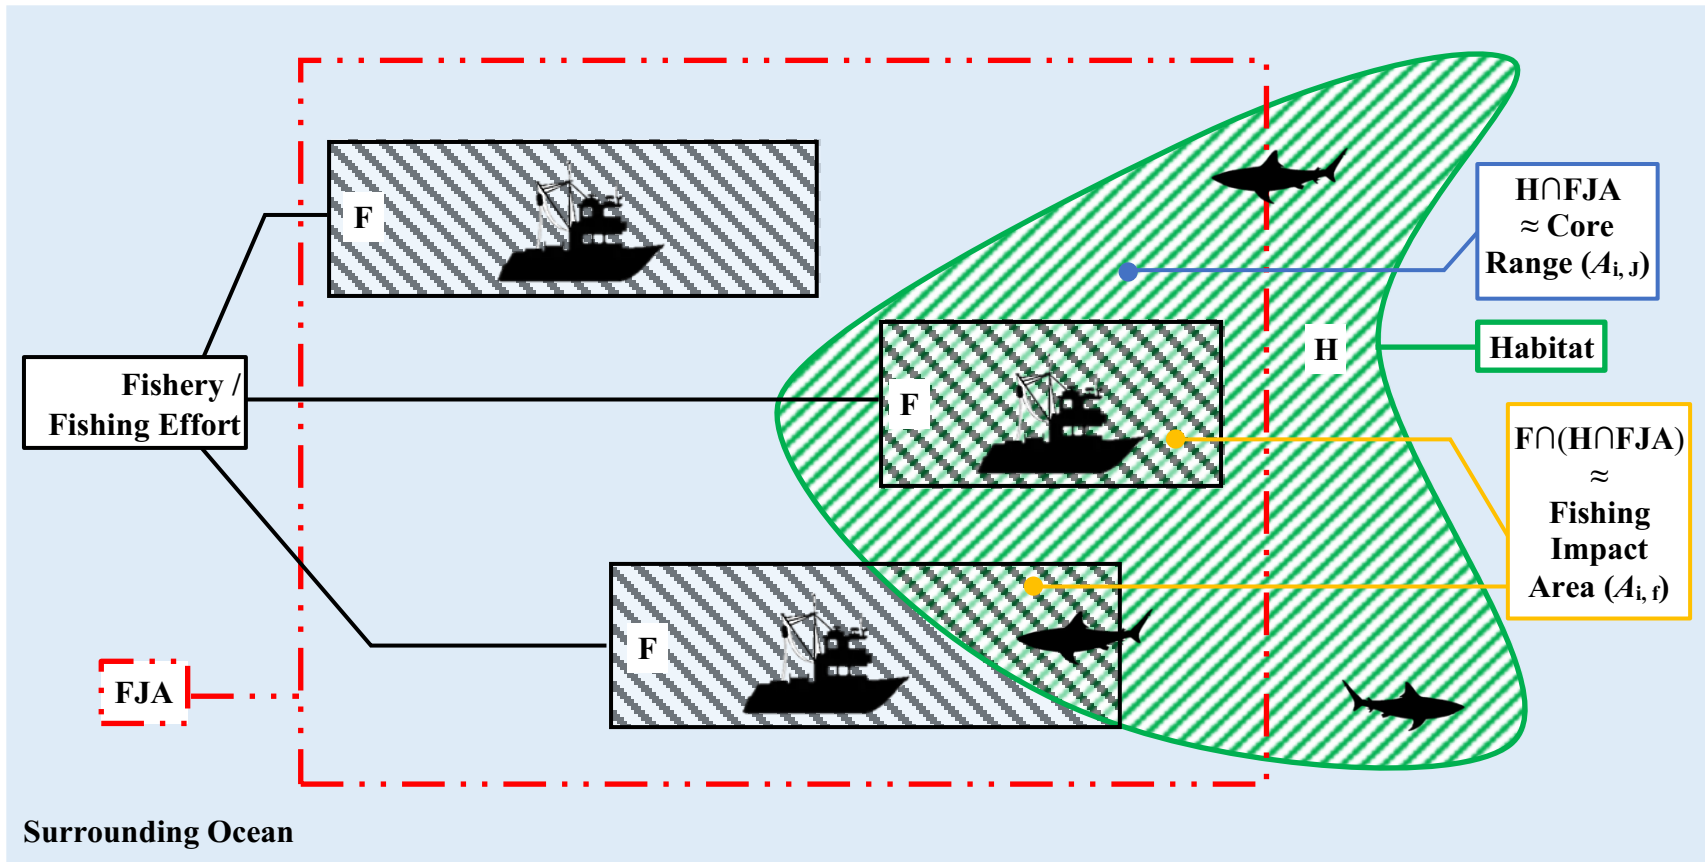 F
H∩FJA
≈ Core
Range (Ai, J)
H
Habitat
Fishery /
Fishing Effort
F
F∩(H∩FJA)
≈
Fishing
Impact
Area (Ai, f)
F
FJA
Surrounding Ocean